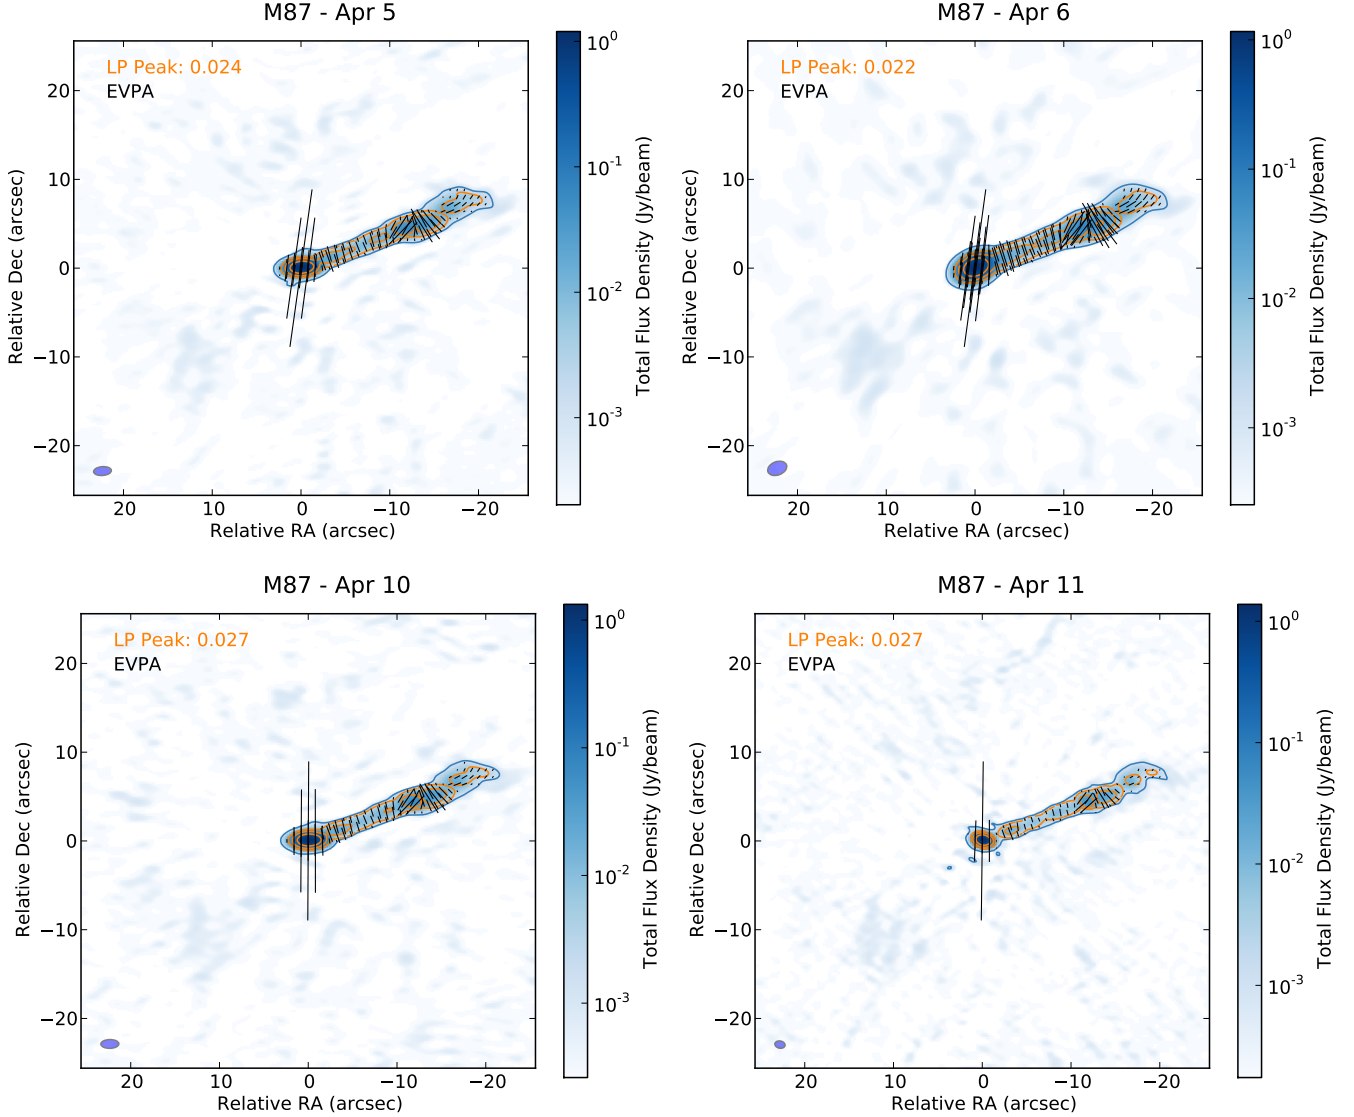 M87 - Apr 5
LP Peak: 0.024
EVPA
20
10
0
−10
−20
20
10
0
−10
−20
Relative RA (arcsec)
Relative Dec (arcsec)
10^0
10^-1
10^-2
10^-3
Total Flux Density (Jy/beam)
M87 - Apr 6
LP Peak: 0.022
EVPA
20
10
0
−10
−20
20
10
0
−10
−20
Relative RA (arcsec)
Relative Dec (arcsec)
10^0
10^-1
10^-2
10^-3
Total Flux Density (Jy/beam)
M87 - Apr 10
LP Peak: 0.027
EVPA
20
10
0
−10
−20
20
10
0
−10
−20
Relative RA (arcsec)
Relative Dec (arcsec)
10^0
10^-1
10^-2
10^-3
Total Flux Density (Jy/beam)
M87 - Apr 11
LP Peak: 0.027
EVPA
20
10
0
−10
−20
20
10
0
−10
−20
Relative RA (arcsec)
Relative Dec (arcsec)
10^0
10^-1
10^-2
10^-3
Total Flux Density (Jy/beam)